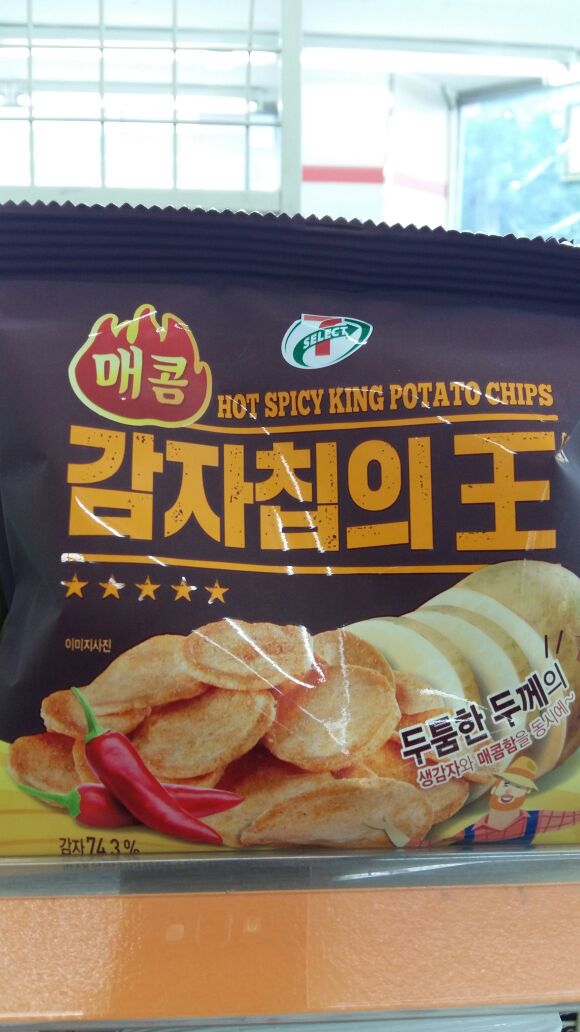 매콤
7 SELECT
HOT SPICY KING POTATO CHIPS
감자칩의 王
이미지사진
두툼한 두께의
생감자와 매콤함을 동시에~
감자 74.3%